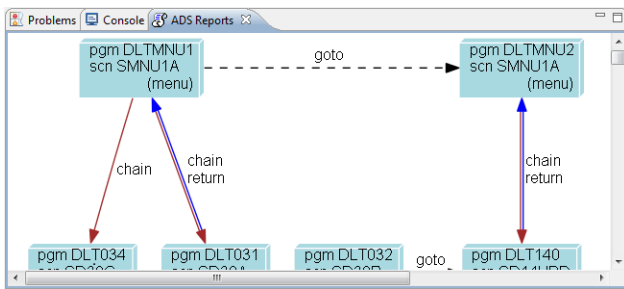 Problems Console ADS Reports
pgm DLTMNU1
scn SMNU1A
(menu)
goto
pgm DLTMNU2
scn SMNU1A
(menu)
chain
chain
return
chain
return
pgm DLT034
pgm DLT031
pgm DLT032
goto
pgm DLT140